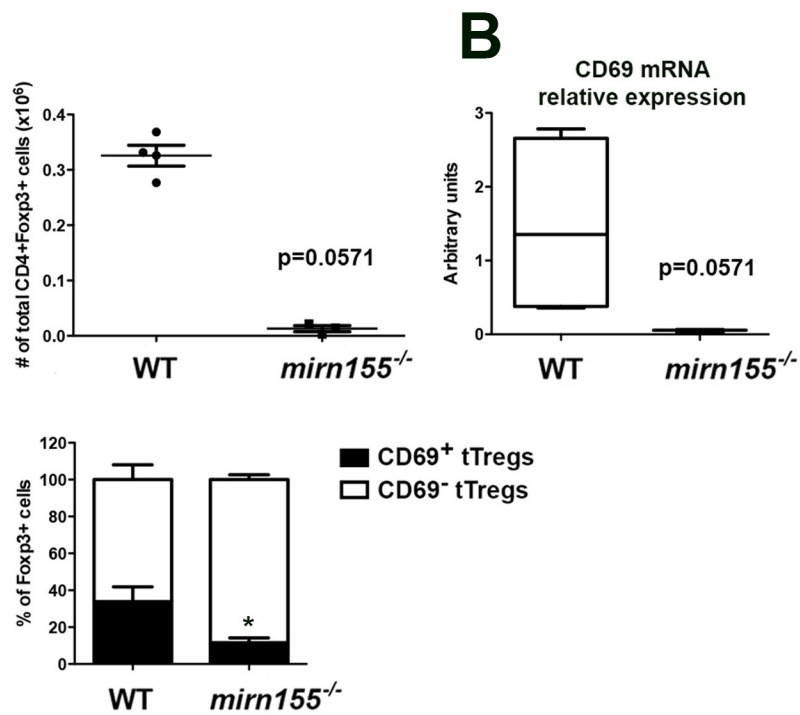 B
# of total CD4+Foxp3+ cells (x10⁶)
0.4
0.3
0.2
0.1
0.0
p=0.0571
WT
mirn155⁻/⁻
CD69 mRNA
relative expression
Arbitrary units
3
2
1
0
p=0.0571
WT
mirn155⁻/⁻
% of Foxp3+ cells
120
100
80
60
40
20
0
*
WT
mirn155⁻/⁻
CD69⁺ tTregs
CD69⁻ tTregs